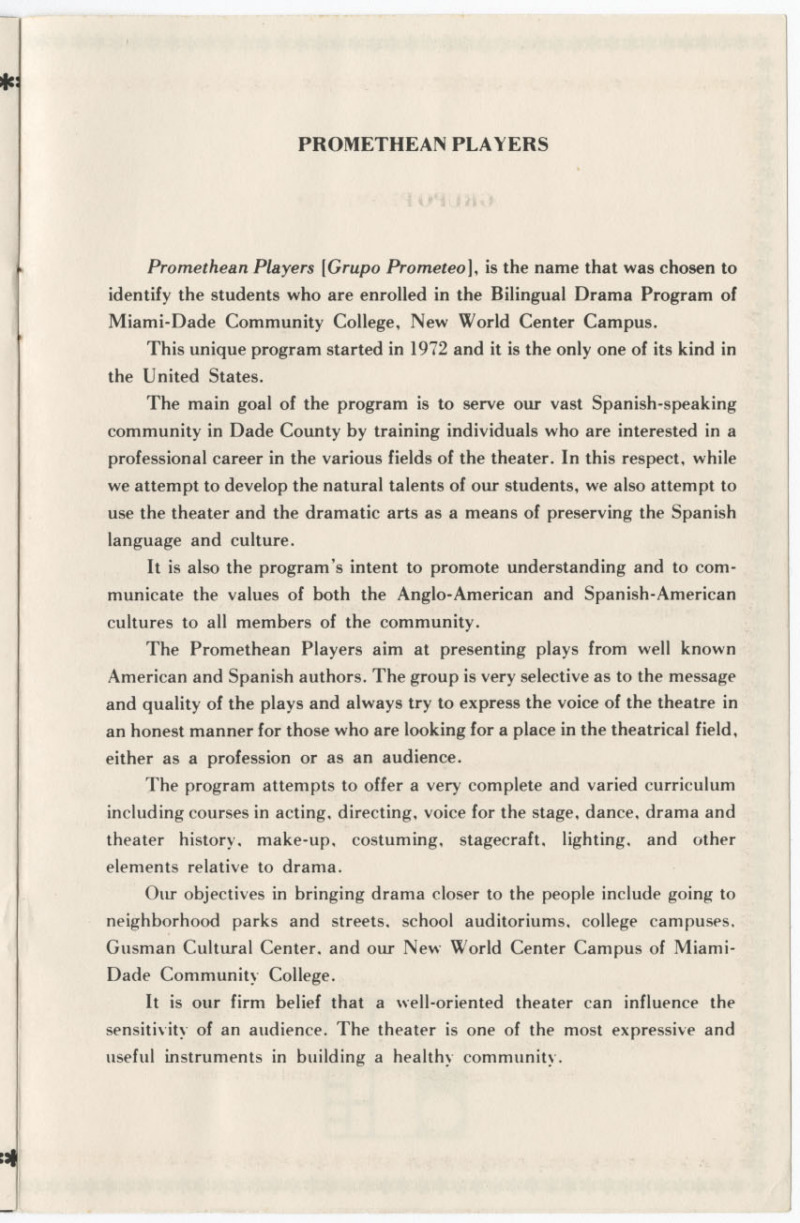 PROMETHEAN PLAYERS
Promethean Players [Grupo Prometeo], is the name that was chosen to
identify the students who are enrolled in the Bilingual Drama Program of
Miami-Dade Community College, New World Center Campus.
This unique program started in 1972 and it is the only one of its kind in
the United States.
The main goal of the program is to serve our vast Spanish-speaking
community in Dade County by training individuals who are interested in a
professional career in the various fields of the theater. In this respect, while
we attempt to develop the natural talents of our students, we also attempt to
use the theater and the dramatic arts as a means of preserving the Spanish
language and culture.
It is also the program's intent to promote understanding and to com-
municate the values of both the Anglo-American and Spanish-American
cultures to all members of the community.
The Promethean Players aim at presenting plays from well known
American and Spanish authors. The group is very selective as to the message
and quality of the plays and always try to express the voice of the theatre in
an honest manner for those who are looking for a place in the theatrical field,
either as a profession or as an audience.
The program attempts to offer a very complete and varied curriculum
including courses in acting, directing, voice for the stage, dance, drama and
theater history, make-up, costuming, stagecraft, lighting, and other
elements relative to drama.
Our objectives in bringing drama closer to the people include going to
neighborhood parks and streets, school auditoriums, college campuses,
Gusman Cultural Center, and our New World Center Campus of Miami-
Dade Community College.
It is our firm belief that a well-oriented theater can influence the
sensitivity of an audience. The theater is one of the most expressive and
useful instruments in building a healthy community.